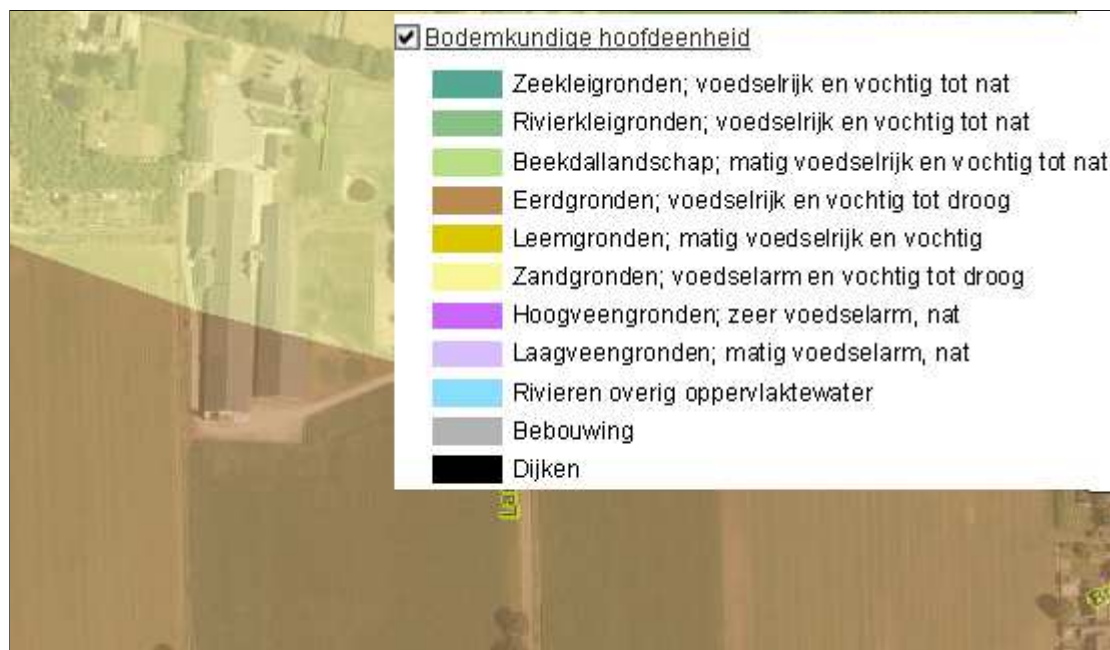 Bodemkundige hoofdeenheid
Zeekleigronden; voedselrijk en vochtig tot nat
Rivierkleigronden; voedselrijk en vochtig tot nat
Beekdallandschap; matig voedselrijk en vochtig tot nat
Eerdgronden; voedselrijk en vochtig tot droog
Leemgronden; matig voedselrijk en vochtig
Zandgronden; voedselarm en vochtig tot droog
Hoogveengronden; zeer voedselarm, nat
Laagveengronden; matig voedselarm, nat
Rivieren overig oppervlaktewater
Bebouwing
Dijken